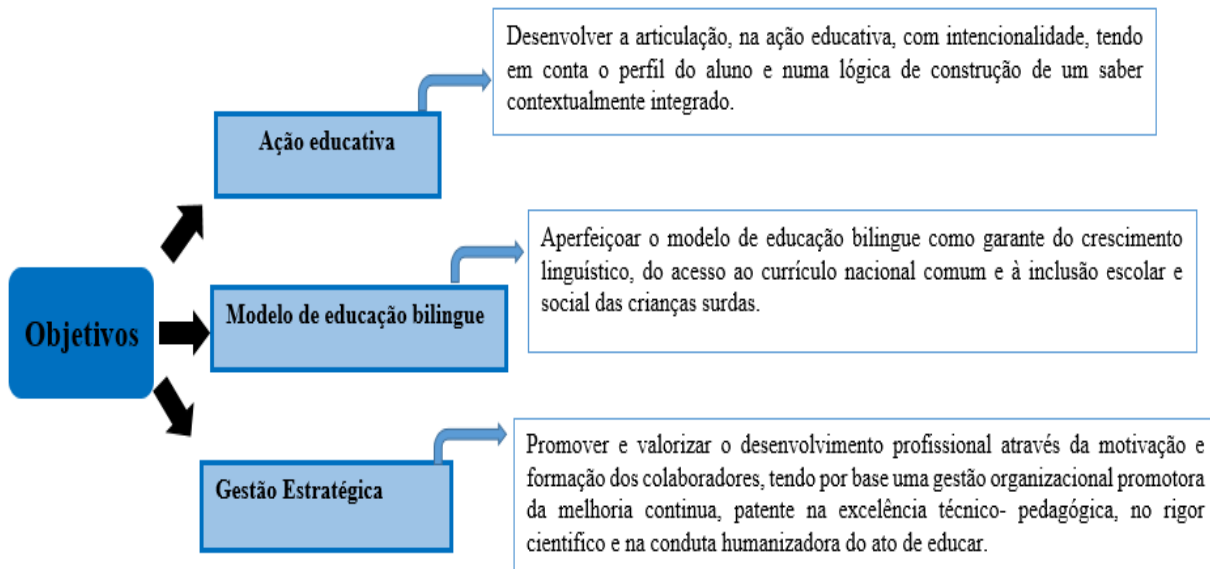 Objetivos
Ação educativa
Desenvolver a articulação, na ação educativa, com intencionalidade, tendo
em conta o perfil do aluno e numa lógica de construção de um saber
contextualmente integrado.
Modelo de educação bilingue
Aperfeiçoar o modelo de educação bilingue como garante do crescimento
linguístico, do acesso ao currículo nacional comum e à inclusão escolar e
social das crianças surdas.
Gestão Estratégica
Promover e valorizar o desenvolvimento profissional através da motivação e
formação dos colaboradores, tendo por base uma gestão organizacional promotora
da melhoria continua, patente na excelência técnico- pedagógica, no rigor
cientifico e na conduta humanizadora do ato de educar.